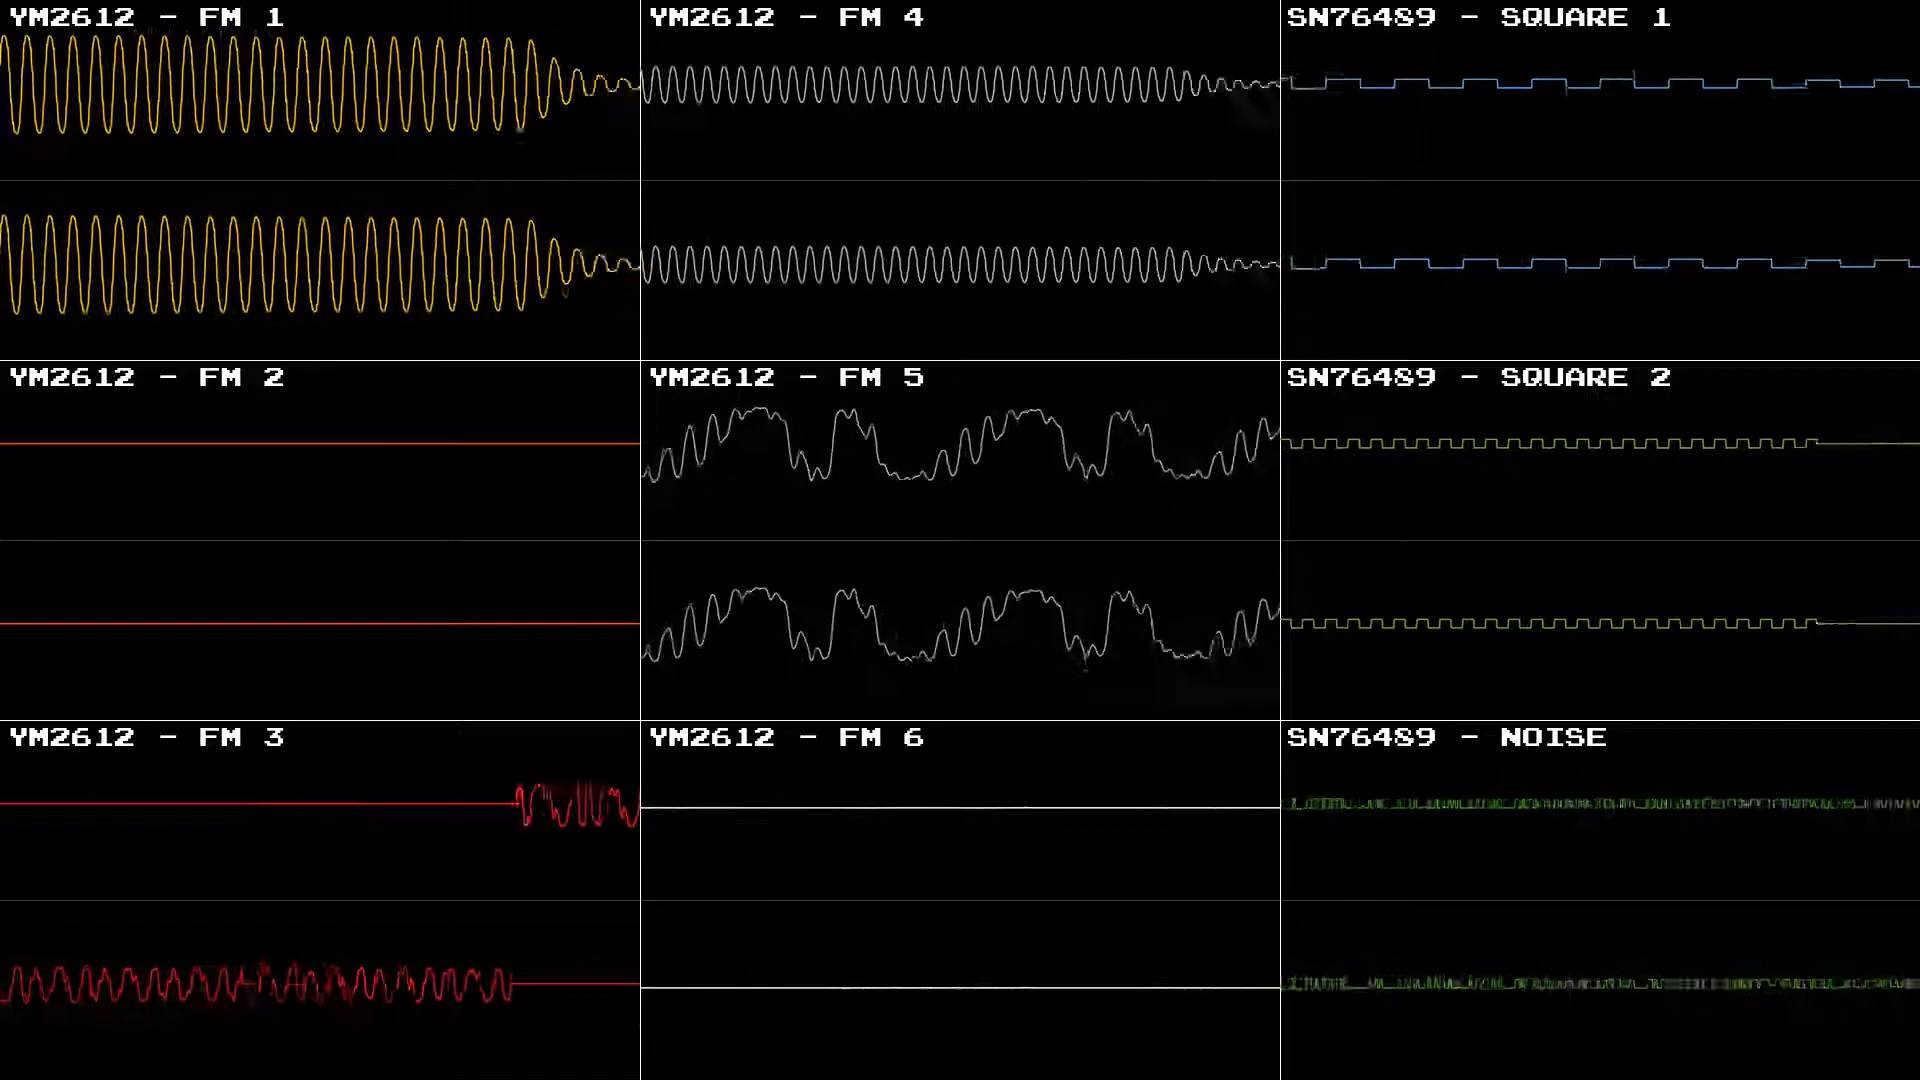 YM2612 - FM 1
YM2612 - FM 4
SN76489 - SQUARE 1
YM2612 - FM 2
YM2612 - FM 5
SN76489 - SQUARE 2
YM2612 - FM 3
YM2612 - FM 6
SN76489 - NOISE